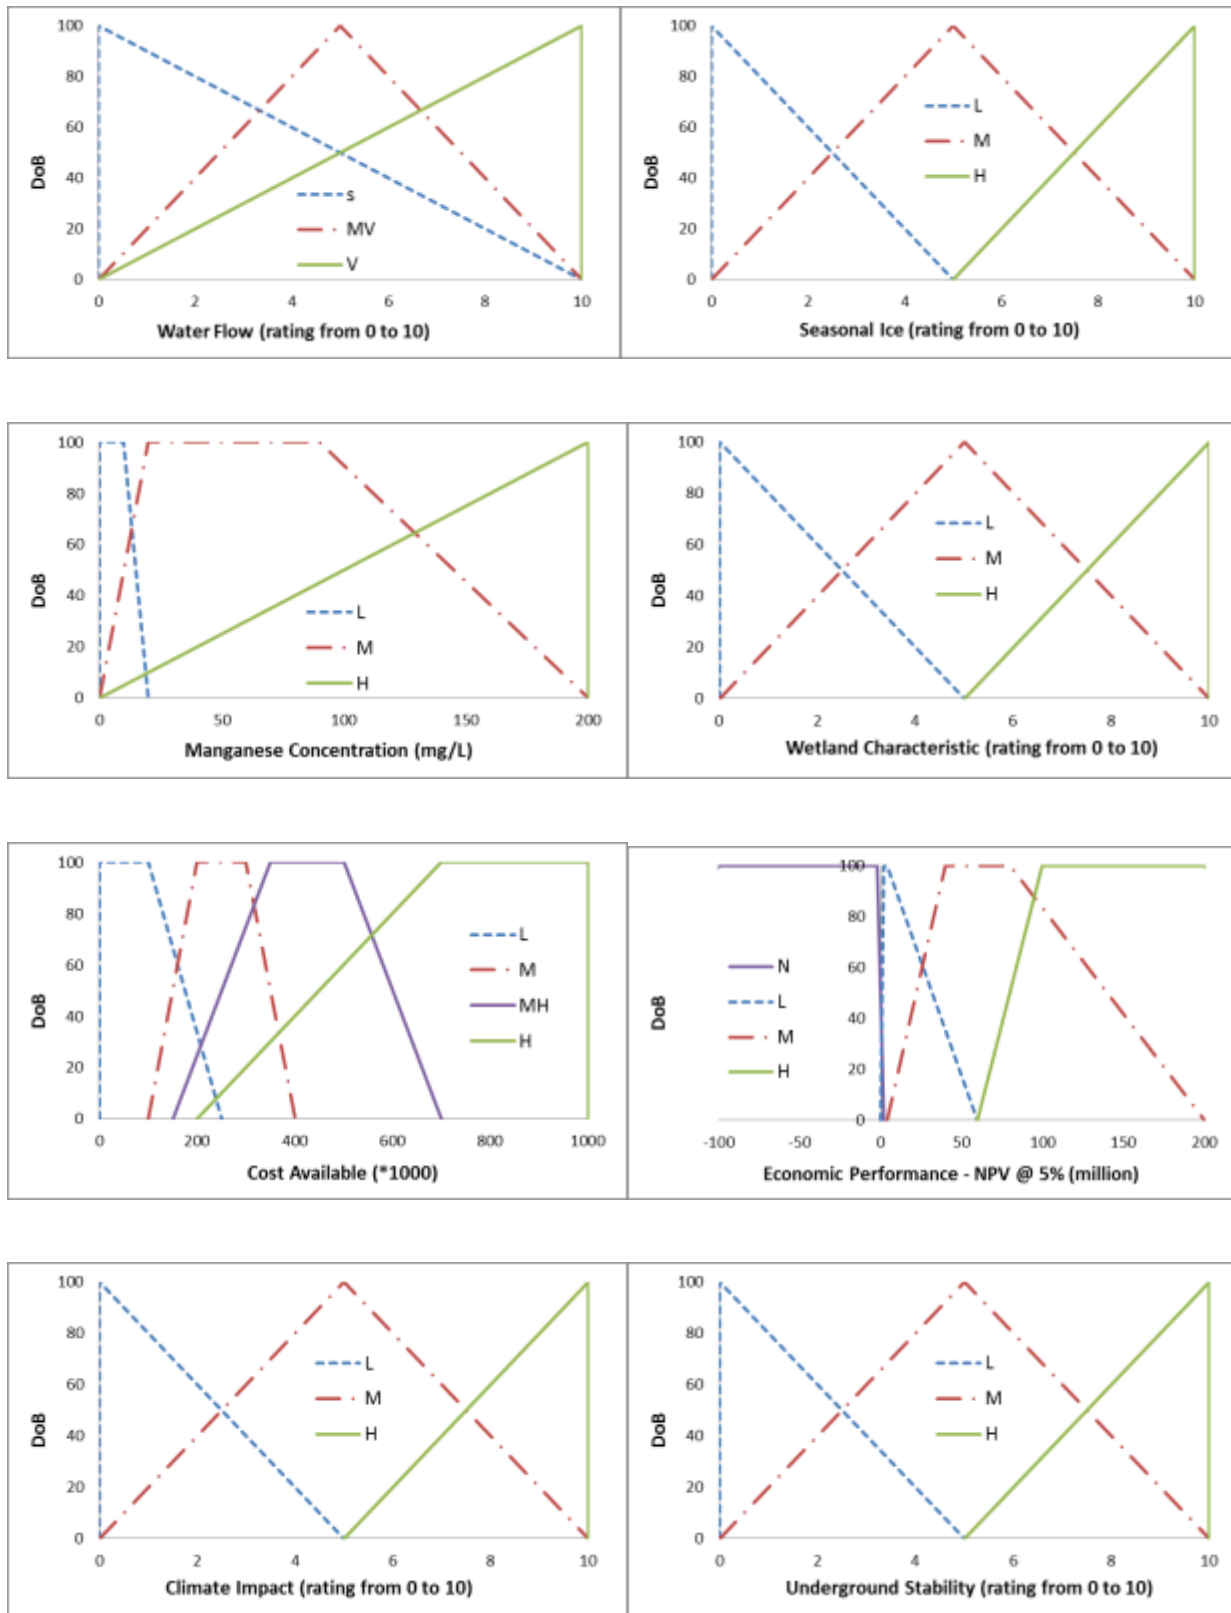 100
80
60
40
20
0
DoB
s
MV
V
0 2 4 6 8 10
Water Flow (rating from 0 to 10)
100
80
60
40
20
0
DoB
L
M
H
0 2 4 6 8 10
Seasonal Ice (rating from 0 to 10)
100
80
60
40
20
0
DoB
L
M
H
0 50 100 150 200
Manganese Concentration (mg/L)
100
80
60
40
20
0
DoB
L
M
H
0 2 4 6 8 10
Wetland Characteristic (rating from 0 to 10)
100
80
60
40
20
0
DoB
L
M
MH
H
0 200 400 600 800 1000
Cost Available (*1000)
100
80
60
40
20
0
DoB
N
L
M
H
-100 -50 0 50 100 150 200
Economic Performance - NPV @ 5% (million)
100
80
60
40
20
0
DoB
L
M
H
0 2 4 6 8 10
Climate Impact (rating from 0 to 10)
100
80
60
40
20
0
DoB
L
M
H
0 2 4 6 8 10
Underground Stability (rating from 0 to 10)